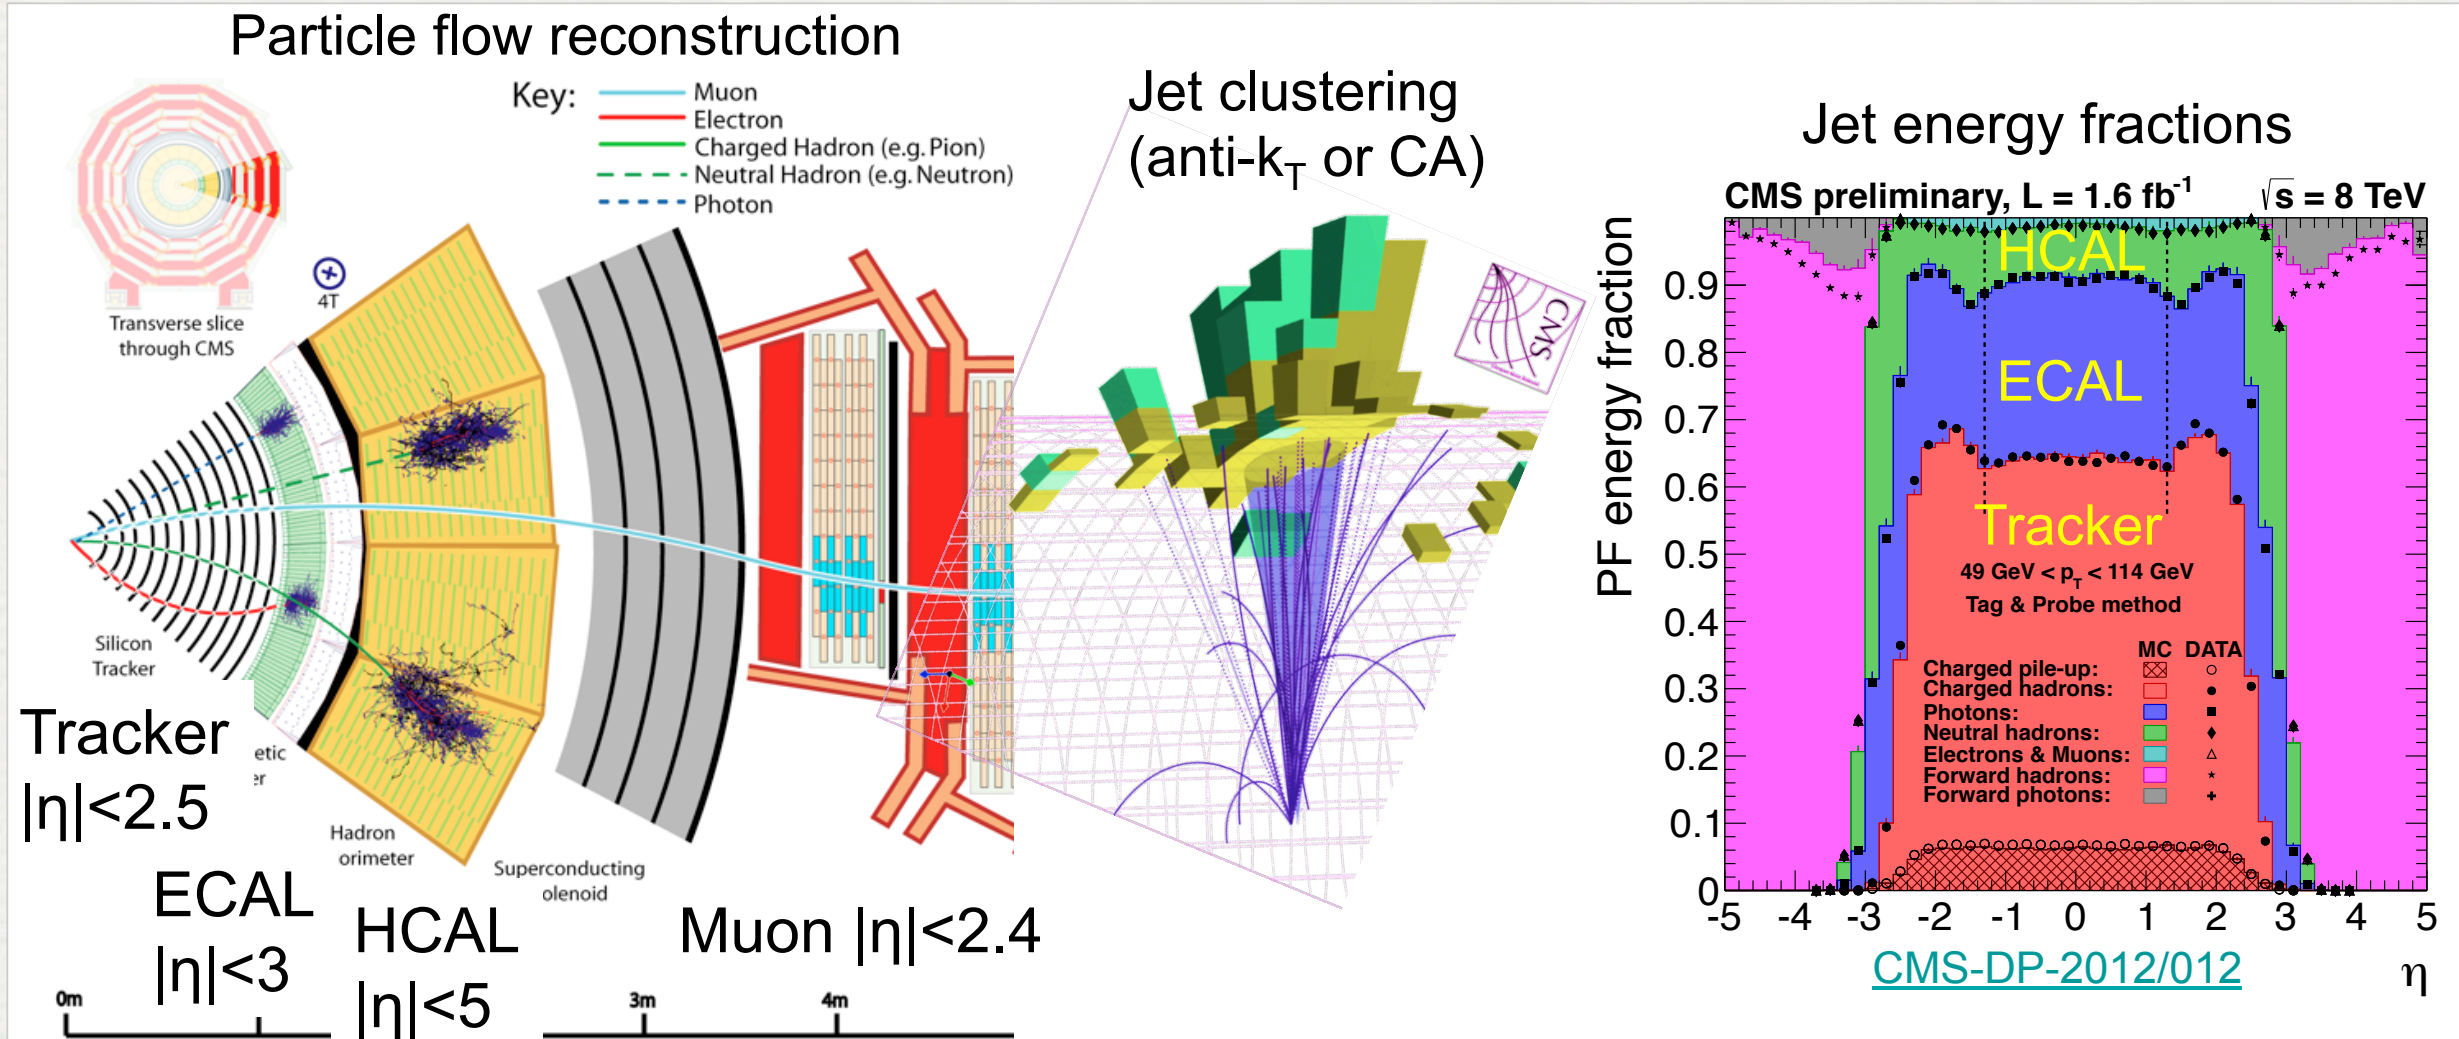 Particle flow reconstruction
Key:
Muon
Electron
Charged Hadron (e.g. Pion)
Neutral Hadron (e.g. Neutron)
Photon
Transverse slice
through CMS
4T
Silicon
Tracker
Tracker
|η|<2.5
etic
er
Hadron
orimeter
Superconducting
olenoid
ECAL
|η|<3
HCAL
|η|<5
Muon |η|<2.4
0m
3m
4m
Jet clustering
(anti-kT or CA)
CMS
Jet energy fractions
CMS preliminary, L = 1.6 fb-1 √s = 8 TeV
PF energy fraction
0.9
0.8
0.7
0.6
0.5
0.4
0.3
0.2
0.1
0
HCAL
ECAL
Tracker
49 GeV < pT < 114 GeV
Tag & Probe method
MC DATA
Charged pile-up:
Charged hadrons:
Photons:
Neutral hadrons:
Electrons & Muons:
Forward hadrons:
Forward photons:
-5 -4 -3 -2 -1 0 1 2 3 4 5
CMS-DP-2012/012
η